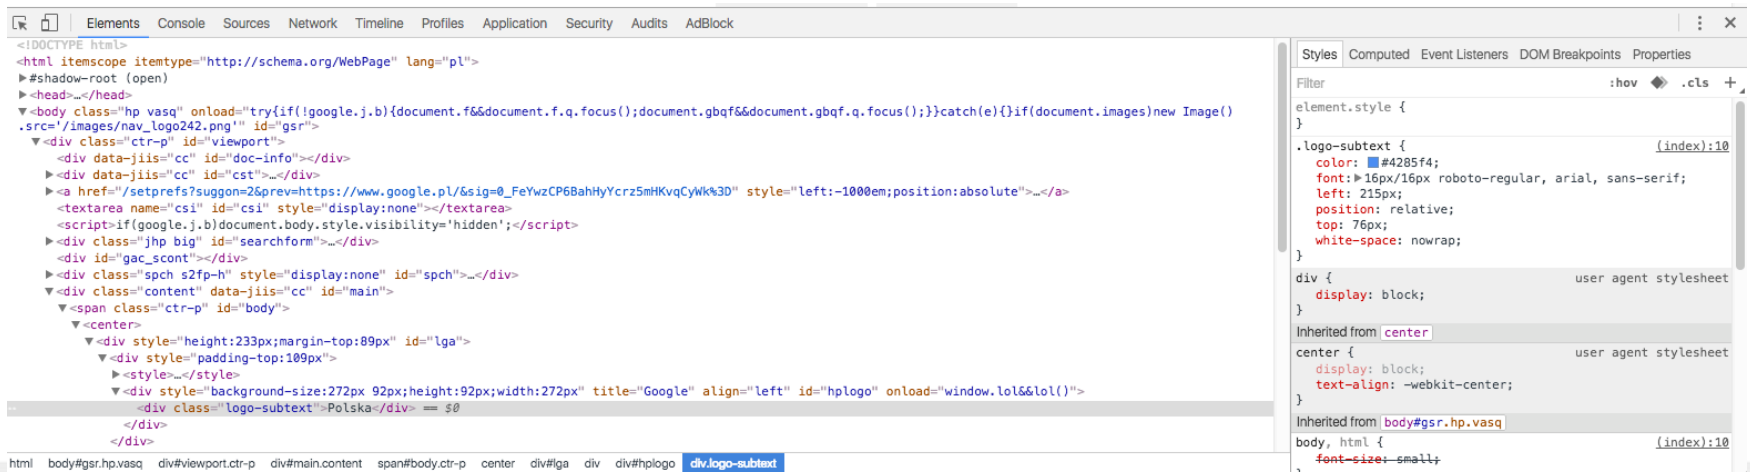 Elements Console Sources Network Timeline Profiles Application Security Audits AdBlock
<!DOCTYPE html>
<html itemscope itemtype="http://schema.org/WebPage" lang="pl">
#shadow-root (open)
<head>…</head>
<body class="hp vasq" onload="try{if(!google.j.b){document.f&&document.f.q.focus();document.gbqf&&document.gbqf.q.focus();}}catch(e){}if(document.images)new Image()
.src='/images/nav_logo242.png'" id="gsr">
<div class="ctr-p" id="viewport">
<div data-jiis="cc" id="doc-info"></div>
<div data-jiis="cc" id="cst">…</div>
<a href="/setprefs?suggon=2&prev=https://www.google.pl/&sig=0_FeYwzCP6BahHyYcrz5mHKvqCyWk%3D" style="left:-1000em;position:absolute">…</a>
<textarea name="csi" id="csi" style="display:none"></textarea>
<script>if(google.j.b)document.body.style.visibility='hidden';</script>
<div class="jhp big" id="searchform">…</div>
<div id="gac_scont"></div>
<div class="spch s2fp-h" style="display:none" id="spch">…</div>
<div class="content" data-jiis="cc" id="main">
<span class="ctr-p" id="body">
<center>
<div style="height:233px;margin-top:89px" id="lga">
<div style="padding-top:109px">
<style>…</style>
<div style="background-size:272px 92px;height:92px;width:272px" title="Google" align="left" id="hplogo" onload="window.lol&&lol()">
<div class="logo-subtext">Polska</div> == $0
</div>
</div>
html body#gsr.hp.vasq div#viewport.ctr-p div#main.content span#body.ctr-p center div#lga div div#hplogo div.logo-subtext
Styles Computed Event Listeners DOM Breakpoints Properties
Filter :hov .cls +
element.style {
}
.logo-subtext { (index):10
color: #4285f4;
font: 16px/16px roboto-regular, arial, sans-serif;
left: 215px;
position: relative;
top: 76px;
white-space: nowrap;
}
div { user agent stylesheet
display: block;
}
Inherited from center
center { user agent stylesheet
display: block;
text-align: -webkit-center;
}
Inherited from body#gsr.hp.vasq
body, html { (index):10
font-size: small;